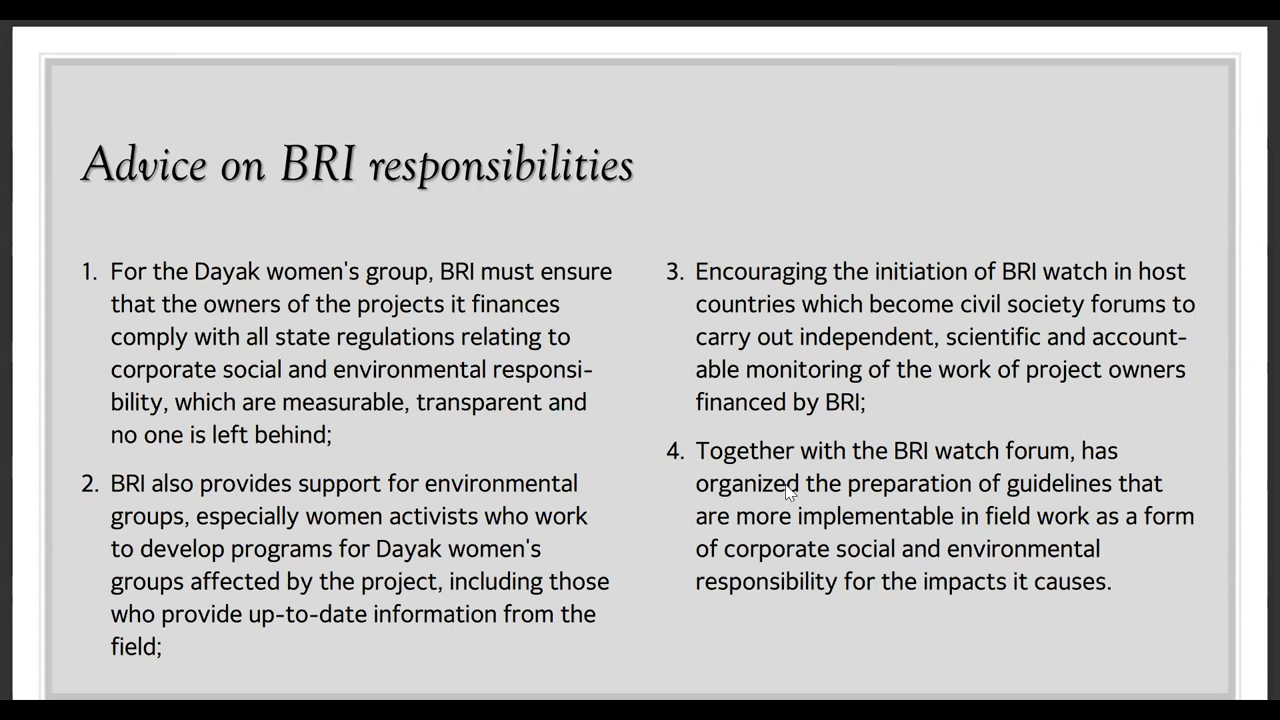 Advice on BRI responsibilities
1. For the Dayak women's group, BRI must ensure
that the owners of the projects it finances
comply with all state regulations relating to
corporate social and environmental responsi-
bility, which are measurable, transparent and
no one is left behind;
2. BRI also provides support for environmental
groups, especially women activists who work
to develop programs for Dayak women's
groups affected by the project, including those
who provide up-to-date information from the
field;
3. Encouraging the initiation of BRI watch in host
countries which become civil society forums to
carry out independent, scientific and account-
able monitoring of the work of project owners
financed by BRI;
4. Together with the BRI watch forum, has
organized the preparation of guidelines that
are more implementable in field work as a form
of corporate social and environmental
responsibility for the impacts it causes.